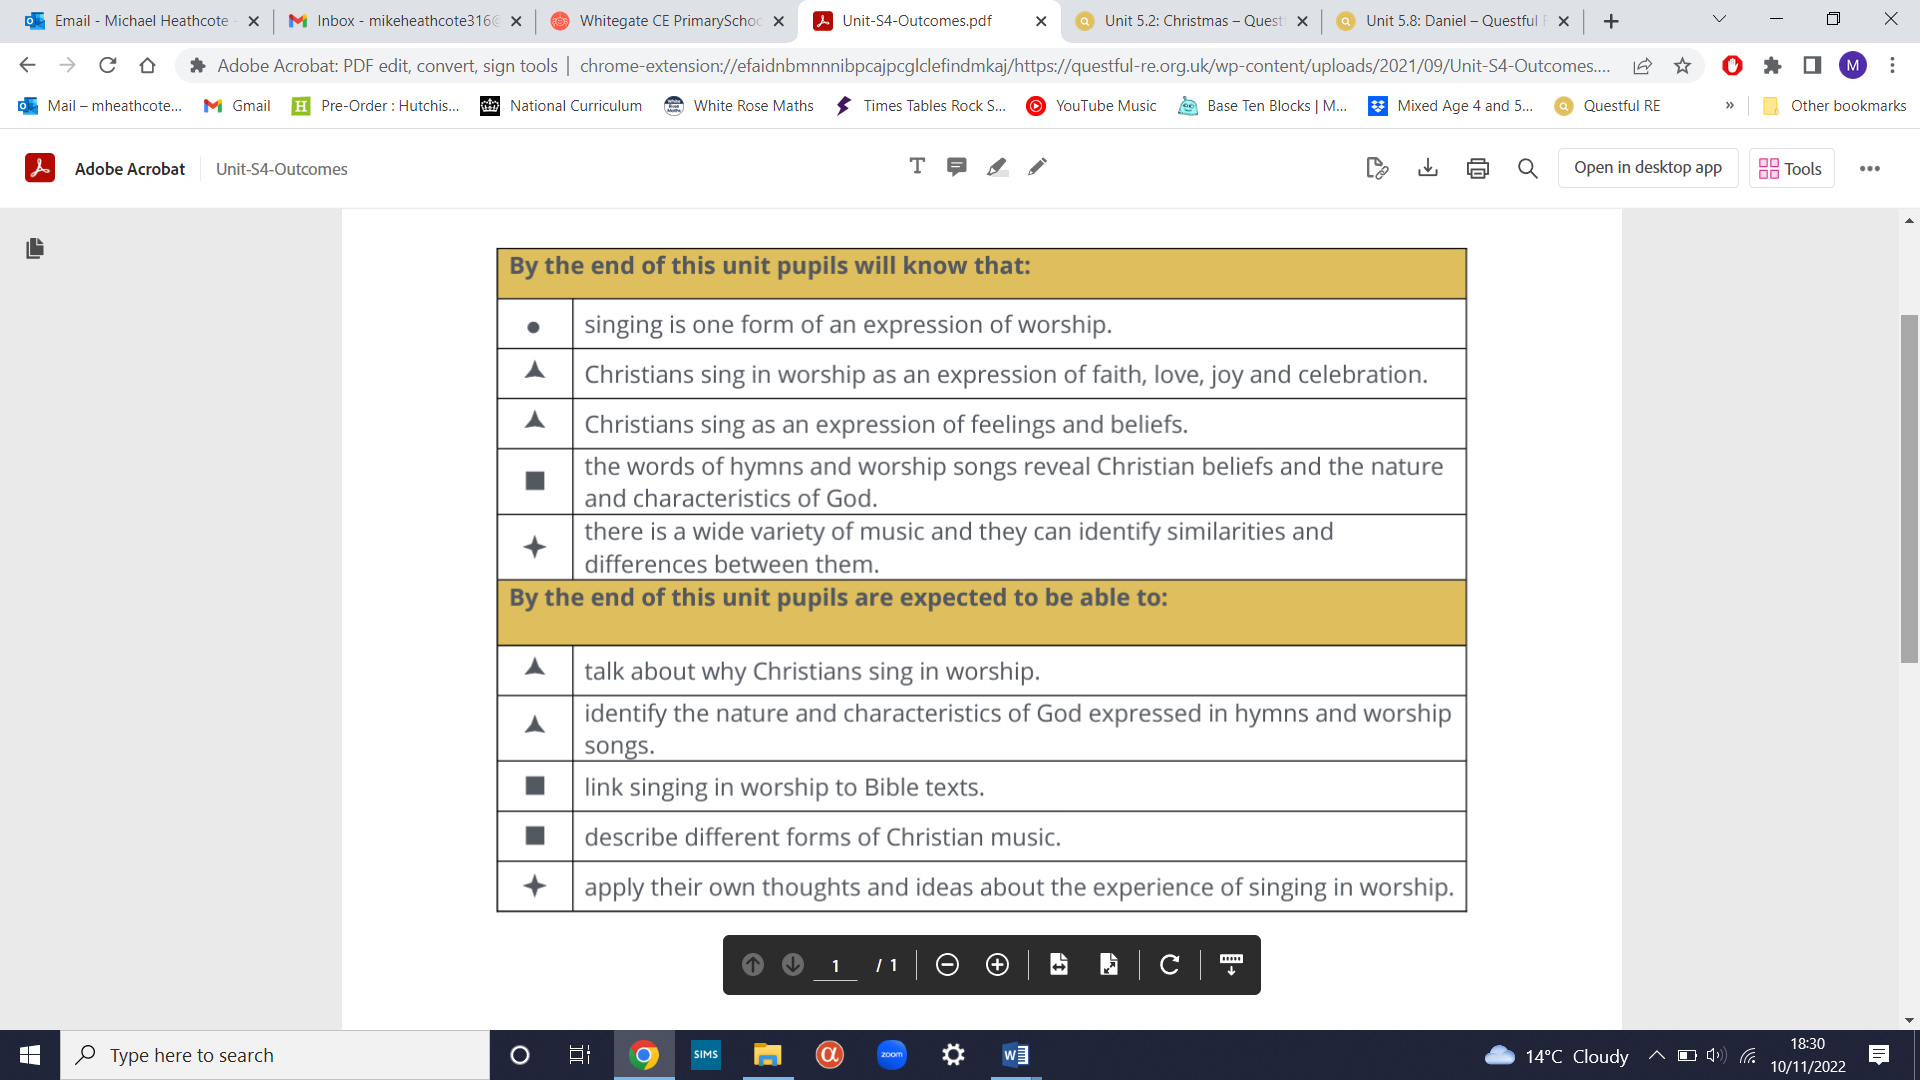 Email - Michael Heathcote
Inbox - mikeheathcote316@
Whitegate CE PrimarySchoo
Unit-S4-Outcomes.pdf
Unit 5.2: Christmas – Quest
Unit 5.8: Daniel – Questful
Adobe Acrobat: PDF edit, convert, sign tools | chrome-extension://efaidnbmnnnibpcajpcglclefindmkaj/https://questful-re.org.uk/wp-content/uploads/2021/09/Unit-S4-Outcomes....
M
Mail – mheathcote...
Gmail
Pre-Order : Hutchis...
National Curriculum
White Rose Maths
Times Tables Rock S...
YouTube Music
Base Ten Blocks | M...
Mixed Age 4 and 5...
Questful RE
»
Other bookmarks
Adobe Acrobat
Unit-S4-Outcomes
Open in desktop app
Tools
By the end of this unit pupils will know that:
singing is one form of an expression of worship.
Christians sing in worship as an expression of faith, love, joy and celebration.
Christians sing as an expression of feelings and beliefs.
the words of hymns and worship songs reveal Christian beliefs and the nature
and characteristics of God.
there is a wide variety of music and they can identify similarities and
differences between them.
By the end of this unit pupils are expected to be able to:
talk about why Christians sing in worship.
identify the nature and characteristics of God expressed in hymns and worship
songs.
link singing in worship to Bible texts.
describe different forms of Christian music.
apply their own thoughts and ideas about the experience of singing in worship.
1 / 1
Type here to search
SIMS
zoom
14°C Cloudy
18:30
10/11/2022